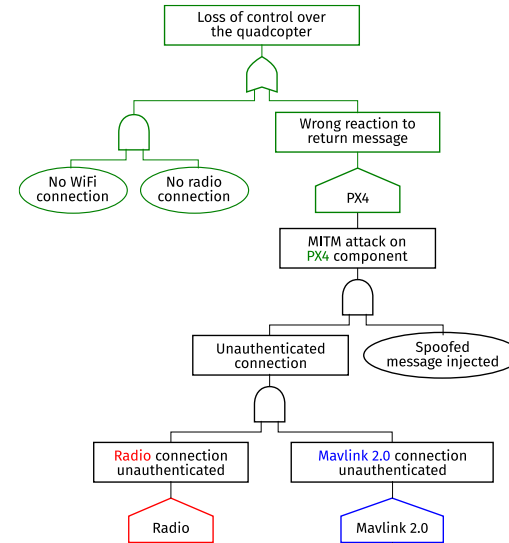 Loss of control over
the quadcopter
Wrong reaction to
return message
No WiFi
connection
No radio
connection
PX4
MITM attack on
PX4 component
Unauthenticated
connection
Spoofed
message injected
Radio connection
unauthenticated
Mavlink 2.0 connection
unauthenticated
Radio
Mavlink 2.0